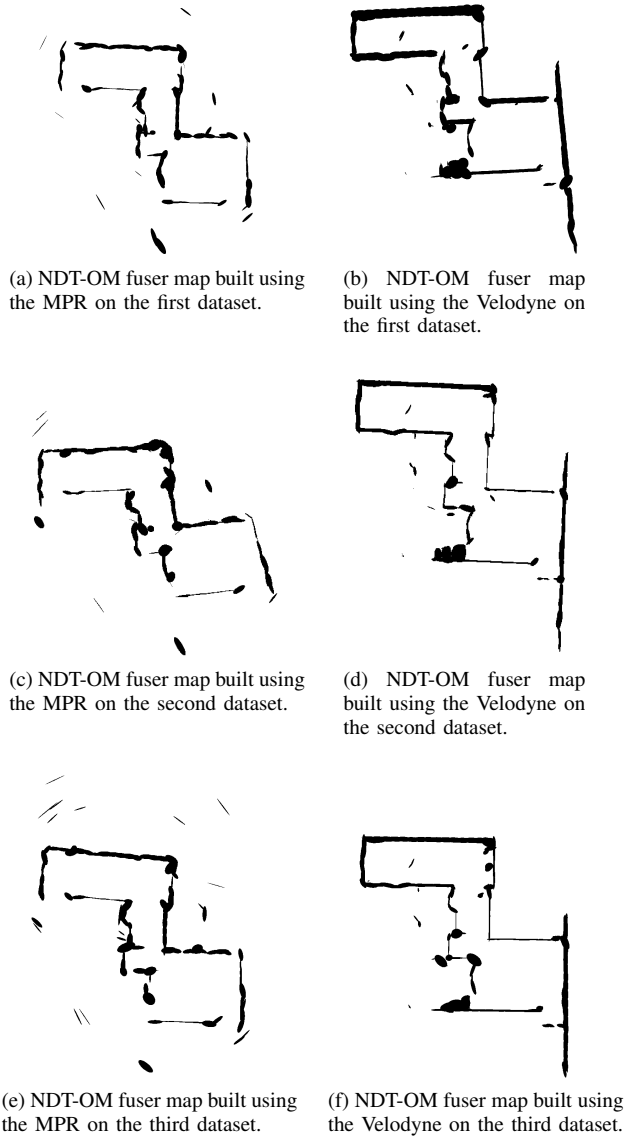 (a) NDT-OM fuser map built using
the MPR on the first dataset.
(b) NDT-OM fuser map
built using the Velodyne on
the first dataset.
(c) NDT-OM fuser map built using
the MPR on the second dataset.
(d) NDT-OM fuser map
built using the Velodyne on
the second dataset.
(e) NDT-OM fuser map built using
the MPR on the third dataset.
(f) NDT-OM fuser map built using
the Velodyne on the third dataset.